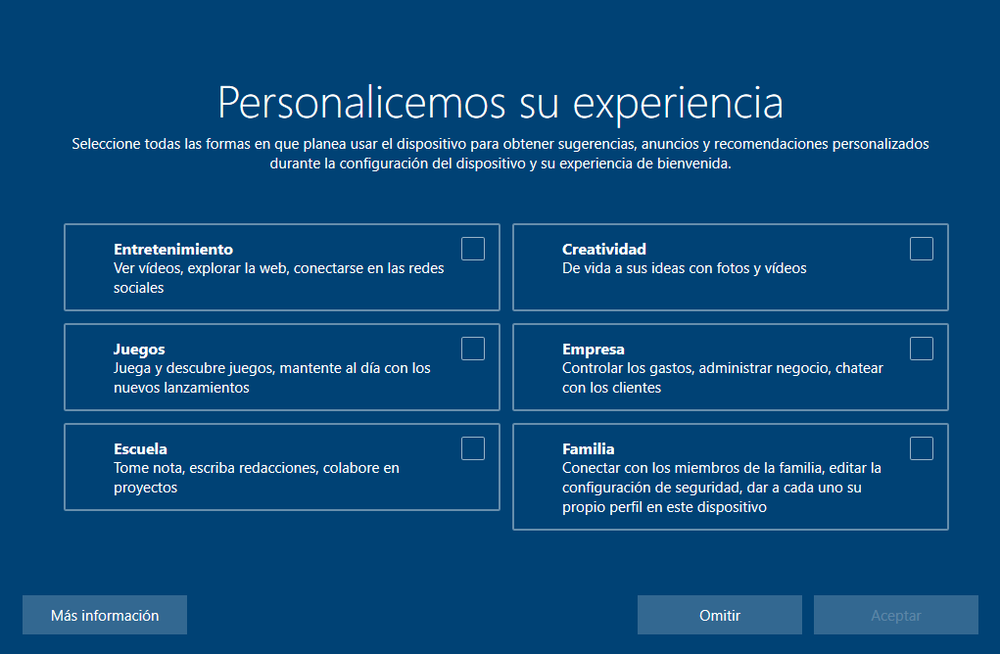 Personalicemos su experiencia
Seleccione todas las formas en que planea usar el dispositivo para obtener sugerencias, anuncios y recomendaciones personalizados
durante la configuración del dispositivo y su experiencia de bienvenida.
Entretenimiento
Ver vídeos, explorar la web, conectarse en las redes
sociales
Creatividad
De vida a sus ideas con fotos y vídeos
Juegos
Juega y descubre juegos, mantente al día con los
nuevos lanzamientos
Empresa
Controlar los gastos, administrar negocio, chatear
con los clientes
Escuela
Tome nota, escriba redacciones, colabore en
proyectos
Familia
Conectar con los miembros de la familia, editar la
configuración de seguridad, dar a cada uno su
propio perfil en este dispositivo
Más información
Omitir
Aceptar